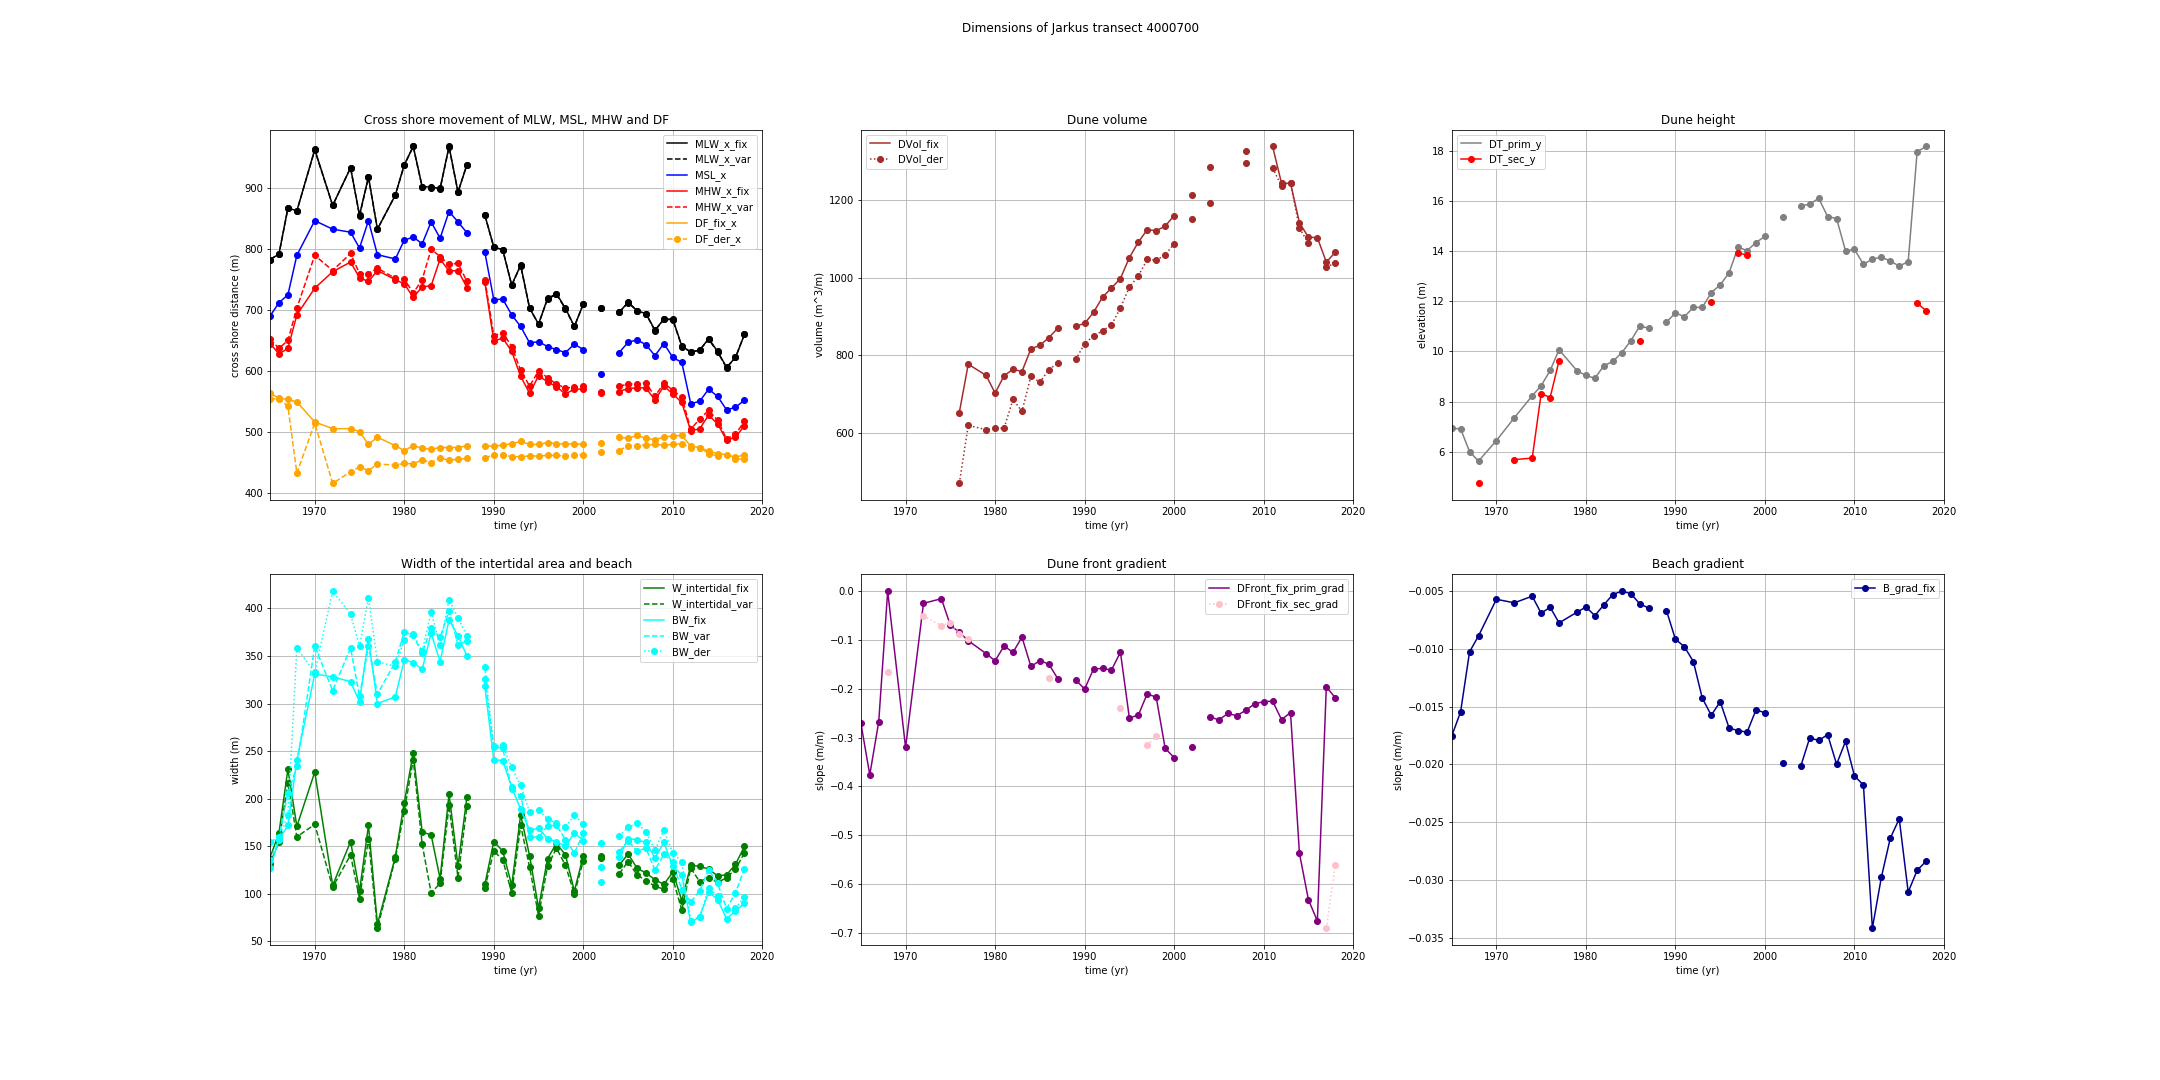 Dimensions of Jarkus transect 4000700
Cross shore movement of MLW, MSL, MHW and DF
cross shore distance (m)
900
800
700
600
500
400
MLW_x_fix
MLW_x_var
MSL_x
MHW_x_fix
MHW_x_var
DF_fix_x
DF_der_x
1970 1980 1990 2000 2010 2020
time (yr)
Dune volume
volume (m^3/m)
1200
1000
800
600
DVol_fix
DVol_der
1970 1980 1990 2000 2010 2020
time (yr)
Dune height
elevation (m)
18
16
14
12
10
8
6
DT_prim_y
DT_sec_y
1970 1980 1990 2000 2010 2020
time (yr)
Width of the intertidal area and beach
width (m)
400
350
300
250
200
150
100
50
W_intertidal_fix
W_intertidal_var
BW_fix
BW_var
BW_der
1970 1980 1990 2000 2010 2020
time (yr)
Dune front gradient
slope (m/m)
0.0
−0.1
−0.2
−0.3
−0.4
−0.5
−0.6
−0.7
DFront_fix_prim_grad
DFront_fix_sec_grad
1970 1980 1990 2000 2010 2020
time (yr)
Beach gradient
slope (m/m)
−0.005
−0.010
−0.015
−0.020
−0.025
−0.030
−0.035
B_grad_fix
1970 1980 1990 2000 2010 2020
time (yr)